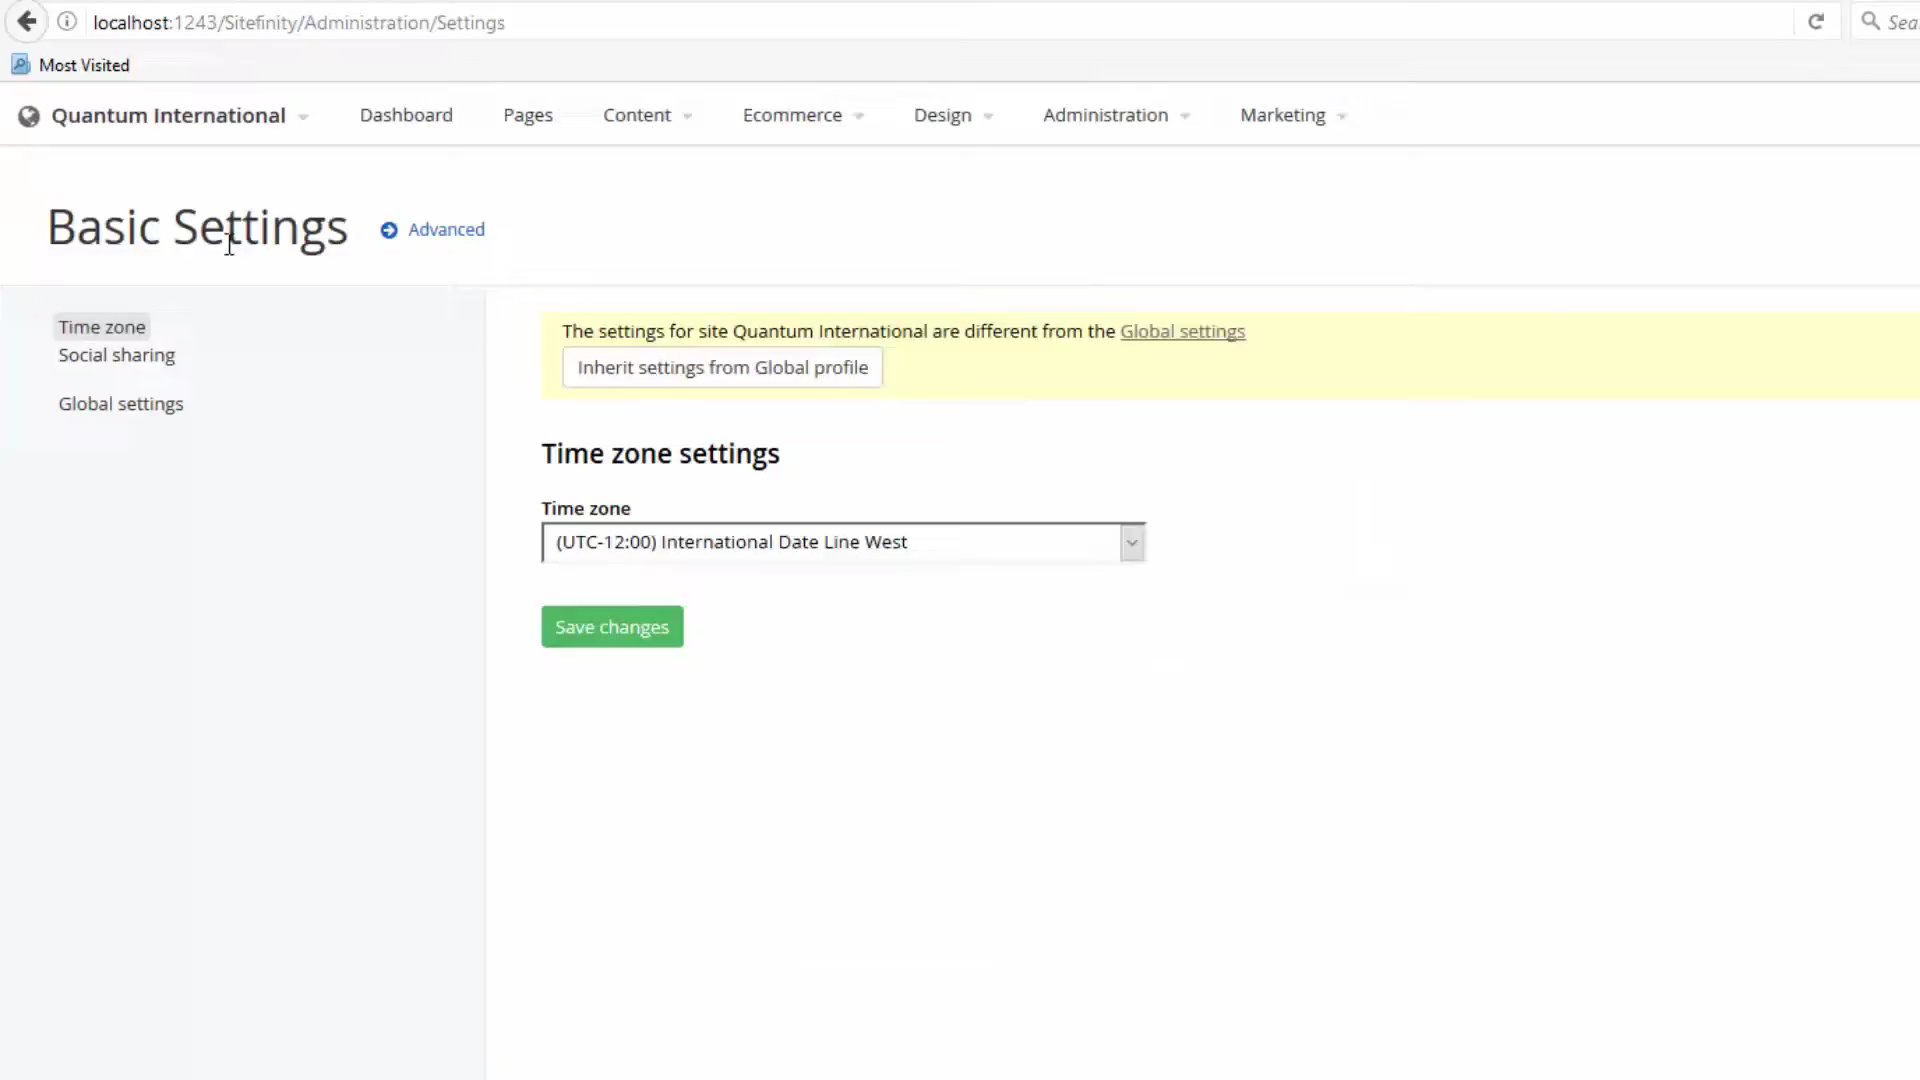 localhost:1243/Sitefinity/Administration/Settings
Sea
Most Visited
Quantum International Dashboard Pages Content Ecommerce Design Administration Marketing
Basic Settings Advanced
Time zone
Social sharing
Global settings
The settings for site Quantum International are different from the Global settings
Inherit settings from Global profile
Time zone settings
Time zone
(UTC-12:00) International Date Line West
Save changes